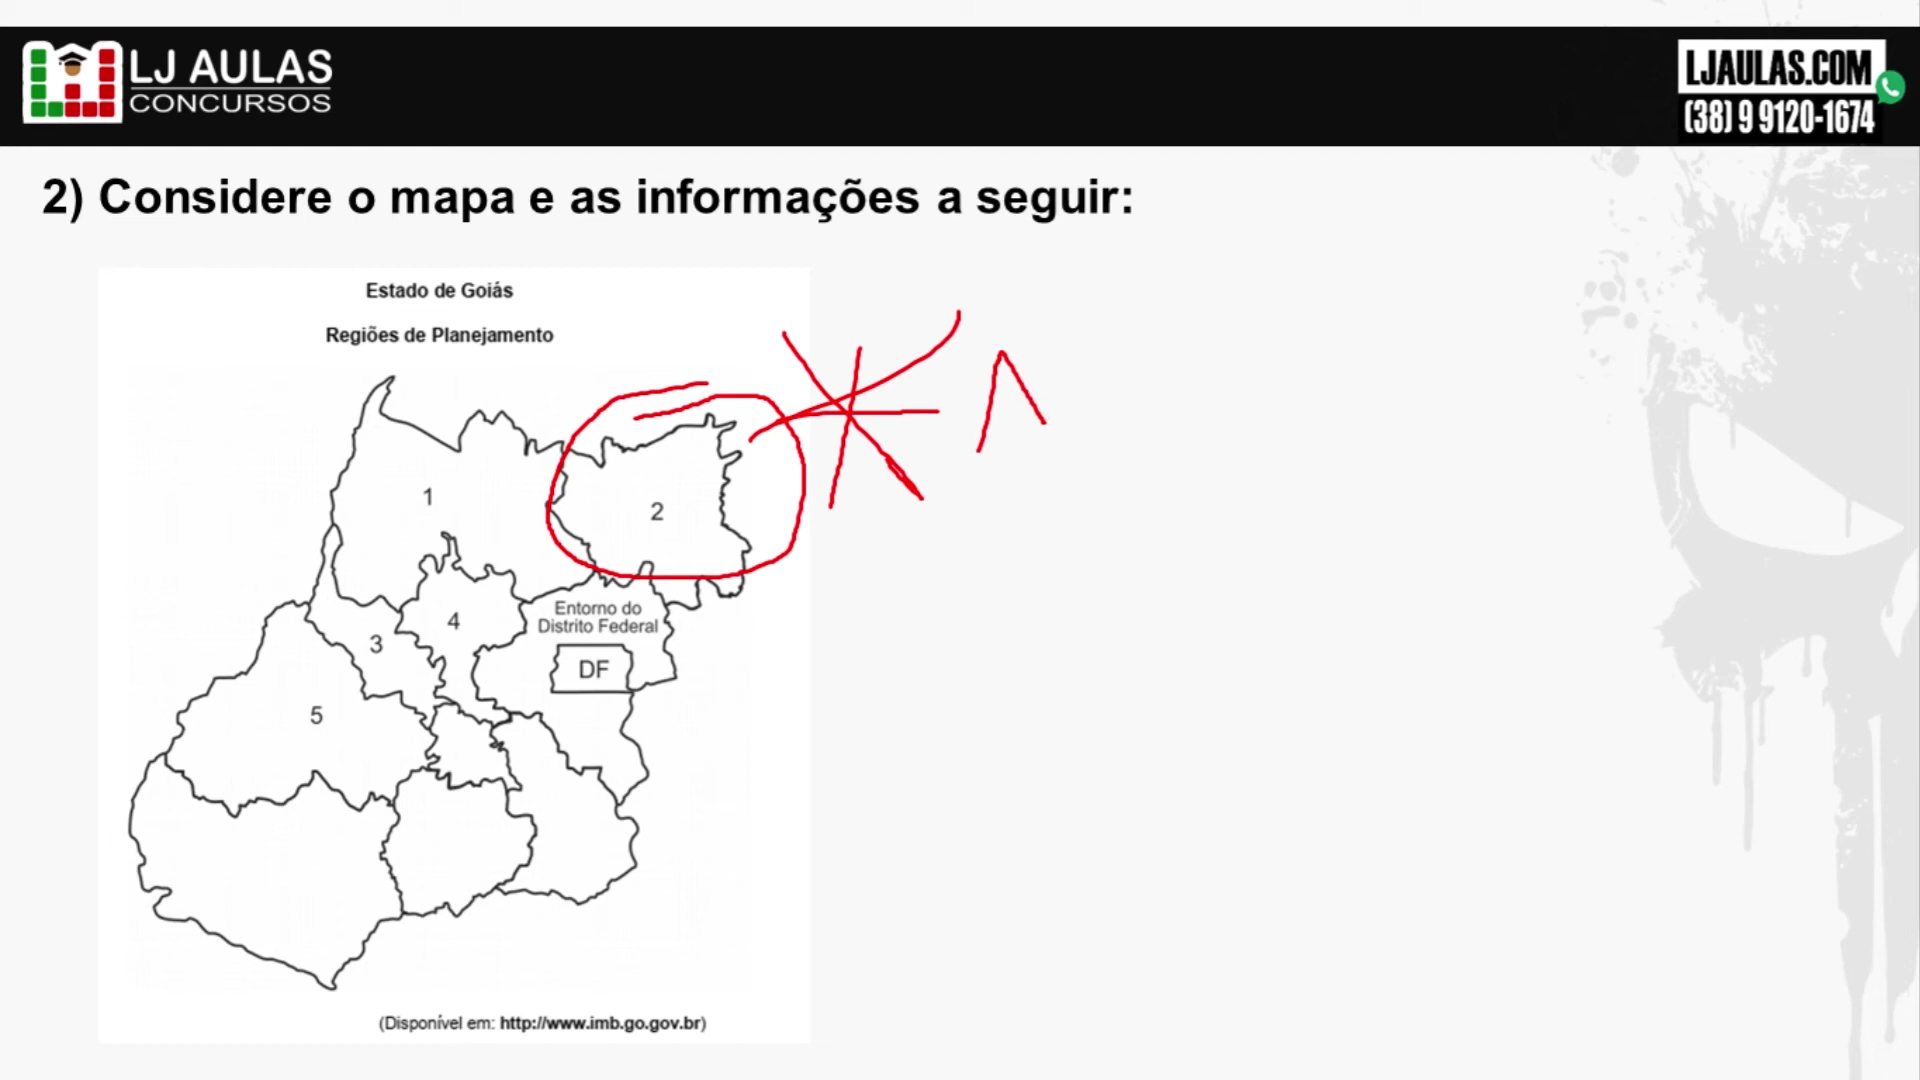 LJ AULAS
CONCURSOS
LJAULAS.COM
(38) 9 9120-1674
2) Considere o mapa e as informações a seguir:
Estado de Goiás
Regiões de Planejamento
1
2
4
Entorno do
Distrito Federal
3
DF
5
(Disponível em: http://www.imb.go.gov.br)